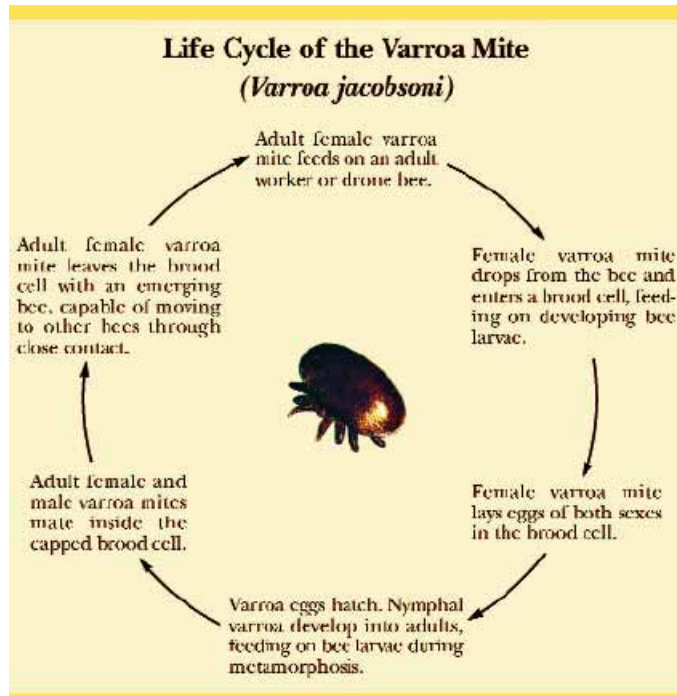 Life Cycle of the Varroa Mite
(Varroa jacobsoni)
Adult female varroa
mite feeds on an adult
worker or drone bee.
Female varroa mite
drops from the bee and
enters a brood cell, feed-
ing on developing bee
larvae.
Female varroa mite
lays eggs of both sexes
in the brood cell.
Varroa eggs hatch. Nymphal
varroa develop into adults,
feeding on bee larvae during
metamorphosis.
Adult female and
male varroa mites
mate inside the
capped brood cell.
Adult female varroa
mite leaves the brood
cell with an emerging
bee, capable of moving
to other bees through
close contact.